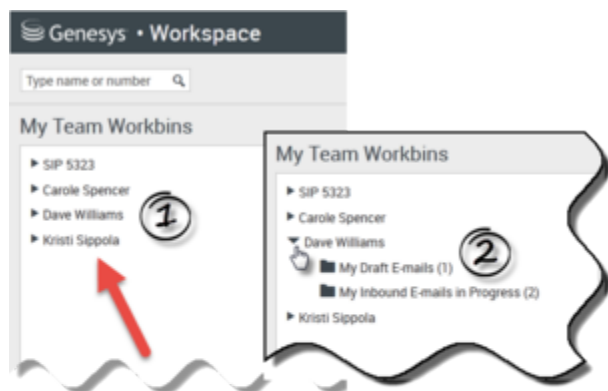 Genesys • Workspace
Type name or number
My Team Workbins
SIP 5323
Carole Spencer
Dave Williams
Kristi Sippola
1
My Team Workbins
SIP 5323
Carole Spencer
Dave Williams
My Draft E-mails (1)
My Inbound E-mails in Progress (2)
Kristi Sippola
2